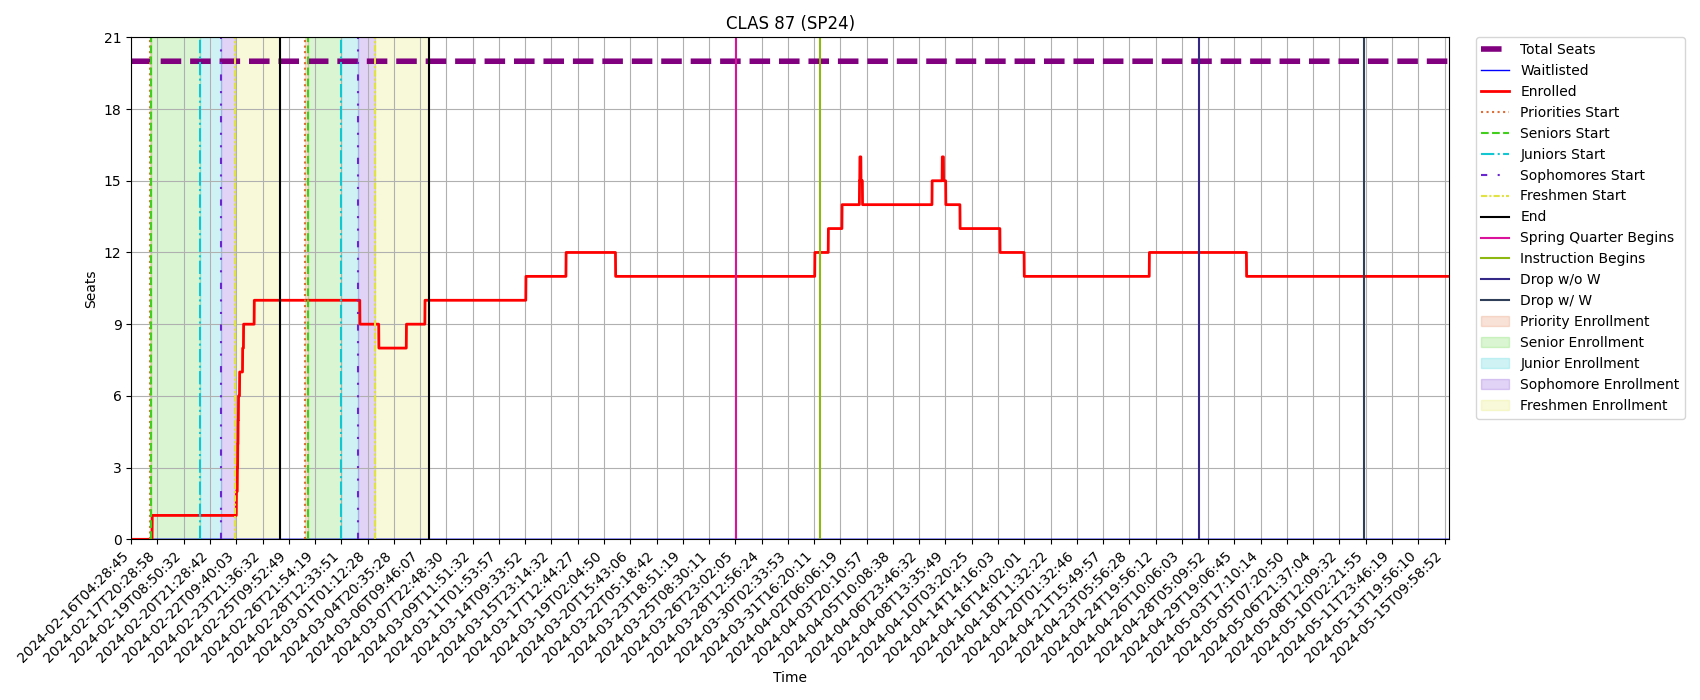 CLAS 87 (SP24)
21
18
15
12
9
6
3
0
Seats
2024-02-16T04:28:45
2024-02-17T20:28:58
2024-02-19T08:50:32
2024-02-20T21:28:42
2024-02-22T09:40:03
2024-02-23T21:36:32
2024-02-25T09:52:49
2024-02-26T21:54:19
2024-02-28T12:33:51
2024-03-01T01:12:28
2024-03-04T20:35:28
2024-03-06T09:46:07
2024-03-07T22:48:30
2024-03-11T01:51:32
2024-03-12T11:53:57
2024-03-14T09:33:52
2024-03-15T23:14:32
2024-03-17T12:44:27
2024-03-19T02:04:50
2024-03-20T15:43:06
2024-03-22T05:18:42
2024-03-23T18:51:19
2024-03-25T08:30:11
2024-03-26T23:02:05
2024-03-28T12:56:24
2024-03-30T02:33:53
2024-03-31T16:20:11
2024-04-02T06:06:19
2024-04-03T20:10:57
2024-04-05T10:08:38
2024-04-06T23:46:32
2024-04-08T13:35:49
2024-04-10T03:20:25
2024-04-14T14:16:03
2024-04-16T14:02:01
2024-04-18T11:32:22
2024-04-20T01:32:46
2024-04-21T15:49:57
2024-04-23T05:56:28
2024-04-24T19:56:12
2024-04-26T10:06:03
2024-04-28T05:09:52
2024-04-29T19:06:45
2024-05-03T17:10:14
2024-05-05T07:20:50
2024-05-06T21:37:04
2024-05-08T12:09:32
2024-05-10T02:21:55
2024-05-11T23:46:19
2024-05-13T19:56:10
2024-05-15T09:58:52
Time
Total Seats
Waitlisted
Enrolled
Priorities Start
Seniors Start
Juniors Start
Sophomores Start
Freshmen Start
End
Spring Quarter Begins
Instruction Begins
Drop w/o W
Drop w/ W
Priority Enrollment
Senior Enrollment
Junior Enrollment
Sophomore Enrollment
Freshmen Enrollment